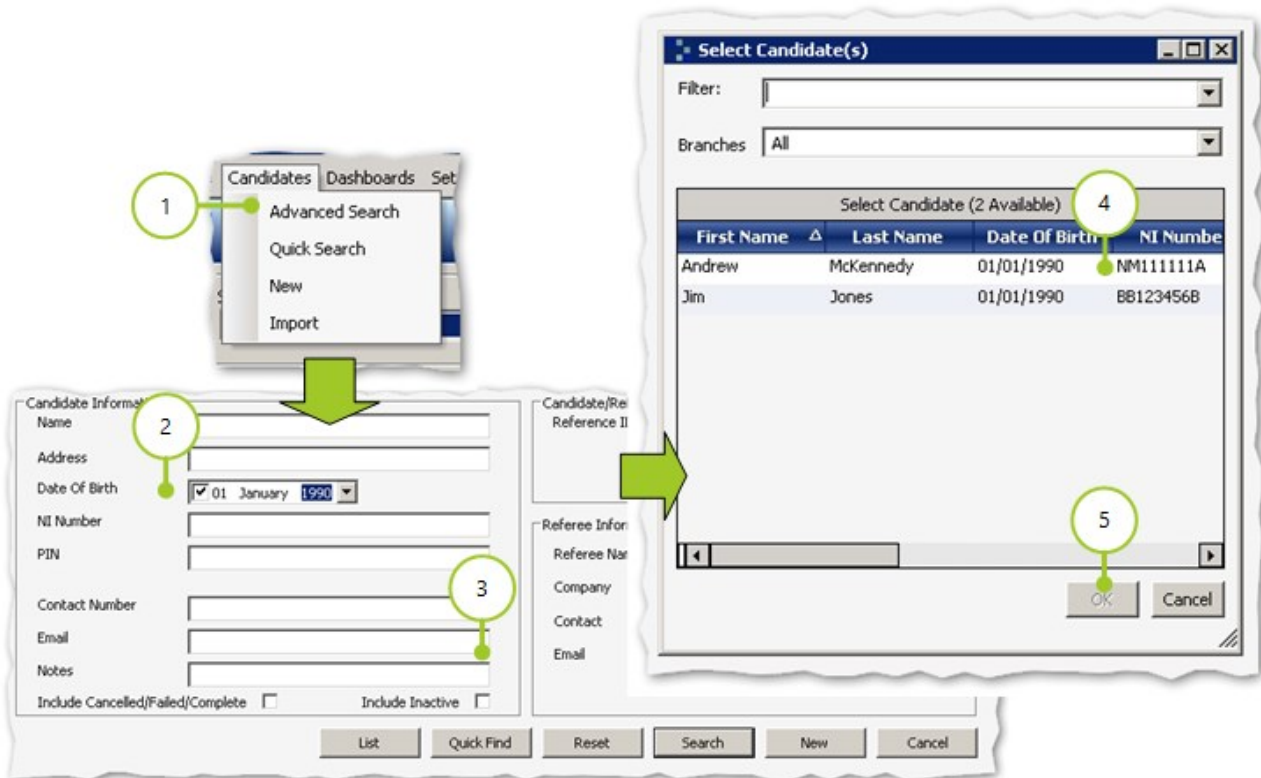 Candidates Dashboards Set
1
Advanced Search
Quick Search
New
Import
Candidate Informat
Name
2
Address
Date Of Birth
01 January 1990
NI Number
PIN
3
Contact Number
Email
Notes
Include Cancelled/Failed/Complete
Include Inactive
Candidate/Re
Reference I
Referee Infor
Referee Nar
Company
Contact
Email
List Quick Find Reset Search New Cancel
Select Candidate(s)
Filter:
Branches All
Select Candidate (2 Available)
4
First Name Last Name Date Of Birth NI Numbe
Andrew McKennedy 01/01/1990 NM111111A
Jim Jones 01/01/1990 BB123456B
5
OK Cancel